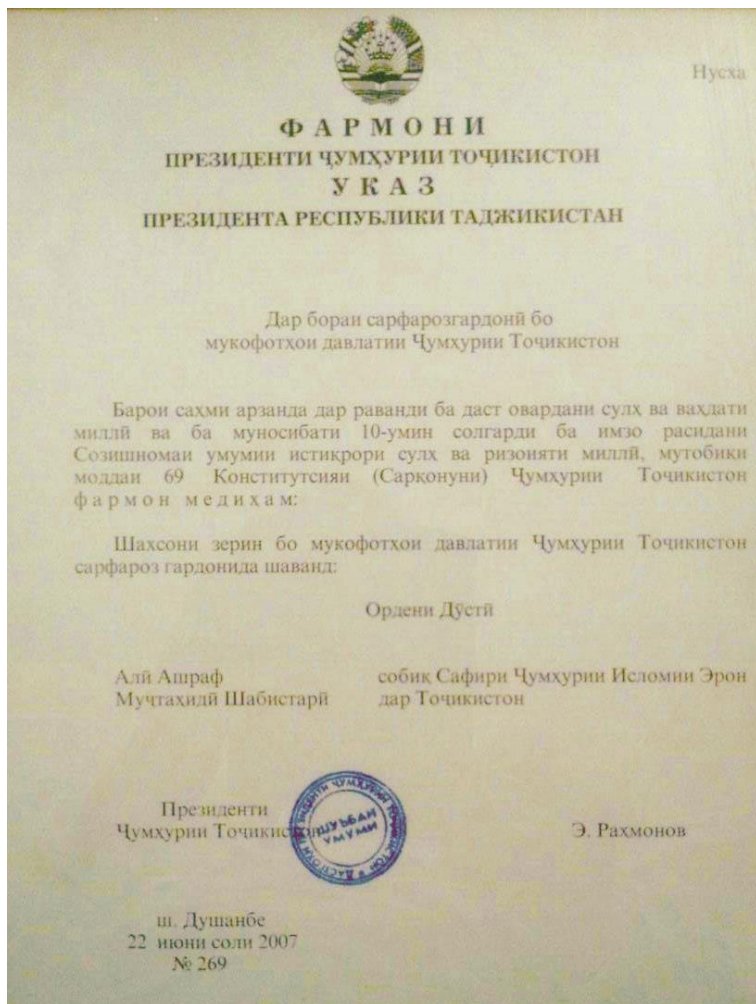 Нусха
ФАРМОНИ
ПРЕЗИДЕНТИ ҶУМҲУРИИ ТОҶИКИСТОН
УКАЗ
ПРЕЗИДЕНТА РЕСПУБЛИКИ ТАДЖИКИСТАН
Дар бораи сарфарозгардонӣ бо
мукофотҳои давлатии Ҷумҳурии Тоҷикистон
Барои саҳми арзанда дар раванди ба даст овардани сулҳ ва ваҳдати
миллӣ ва ба муносибати 10-умин солгарди ба имзо расидани
Созишномаи умумии истиқрори сулҳ ва ризоияти миллӣ, мутобиқи
моддаи 69 Конститутсияи (Сарқонуни) Ҷумҳурии Тоҷикистон
фармон медиҳам:
Шахсони зерин бо мукофотҳои давлатии Ҷумҳурии Тоҷикистон
сарфароз гардонида шаванд:
Ордени Дӯстӣ
Алӣ Ашраф собиқ Сафири Ҷумҳурии Исломии Эрон
Муҷтаҳидӣ Шабистарӣ дар Тоҷикистон
Президенти
Ҷумҳурии Тоҷикистон Э. Раҳмонов
ШУЪБАИ
УМУМӢ
ш. Душанбе
22 июни соли 2007
№ 269